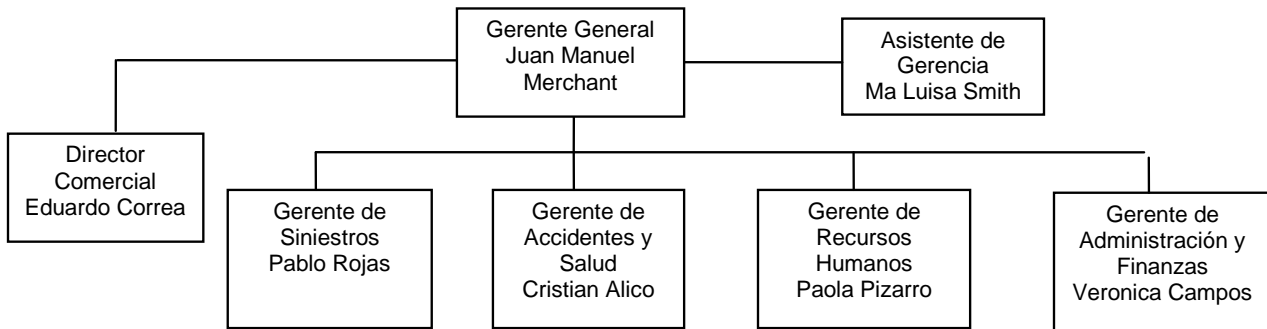 Gerente General
Juan Manuel
Merchant
Asistente de
Gerencia
Ma Luisa Smith
Director
Comercial
Eduardo Correa
Gerente de
Siniestros
Pablo Rojas
Gerente de
Accidentes y
Salud
Cristian Alico
Gerente de
Recursos
Humanos
Paola Pizarro
Gerente de
Administración y
Finanzas
Veronica Campos